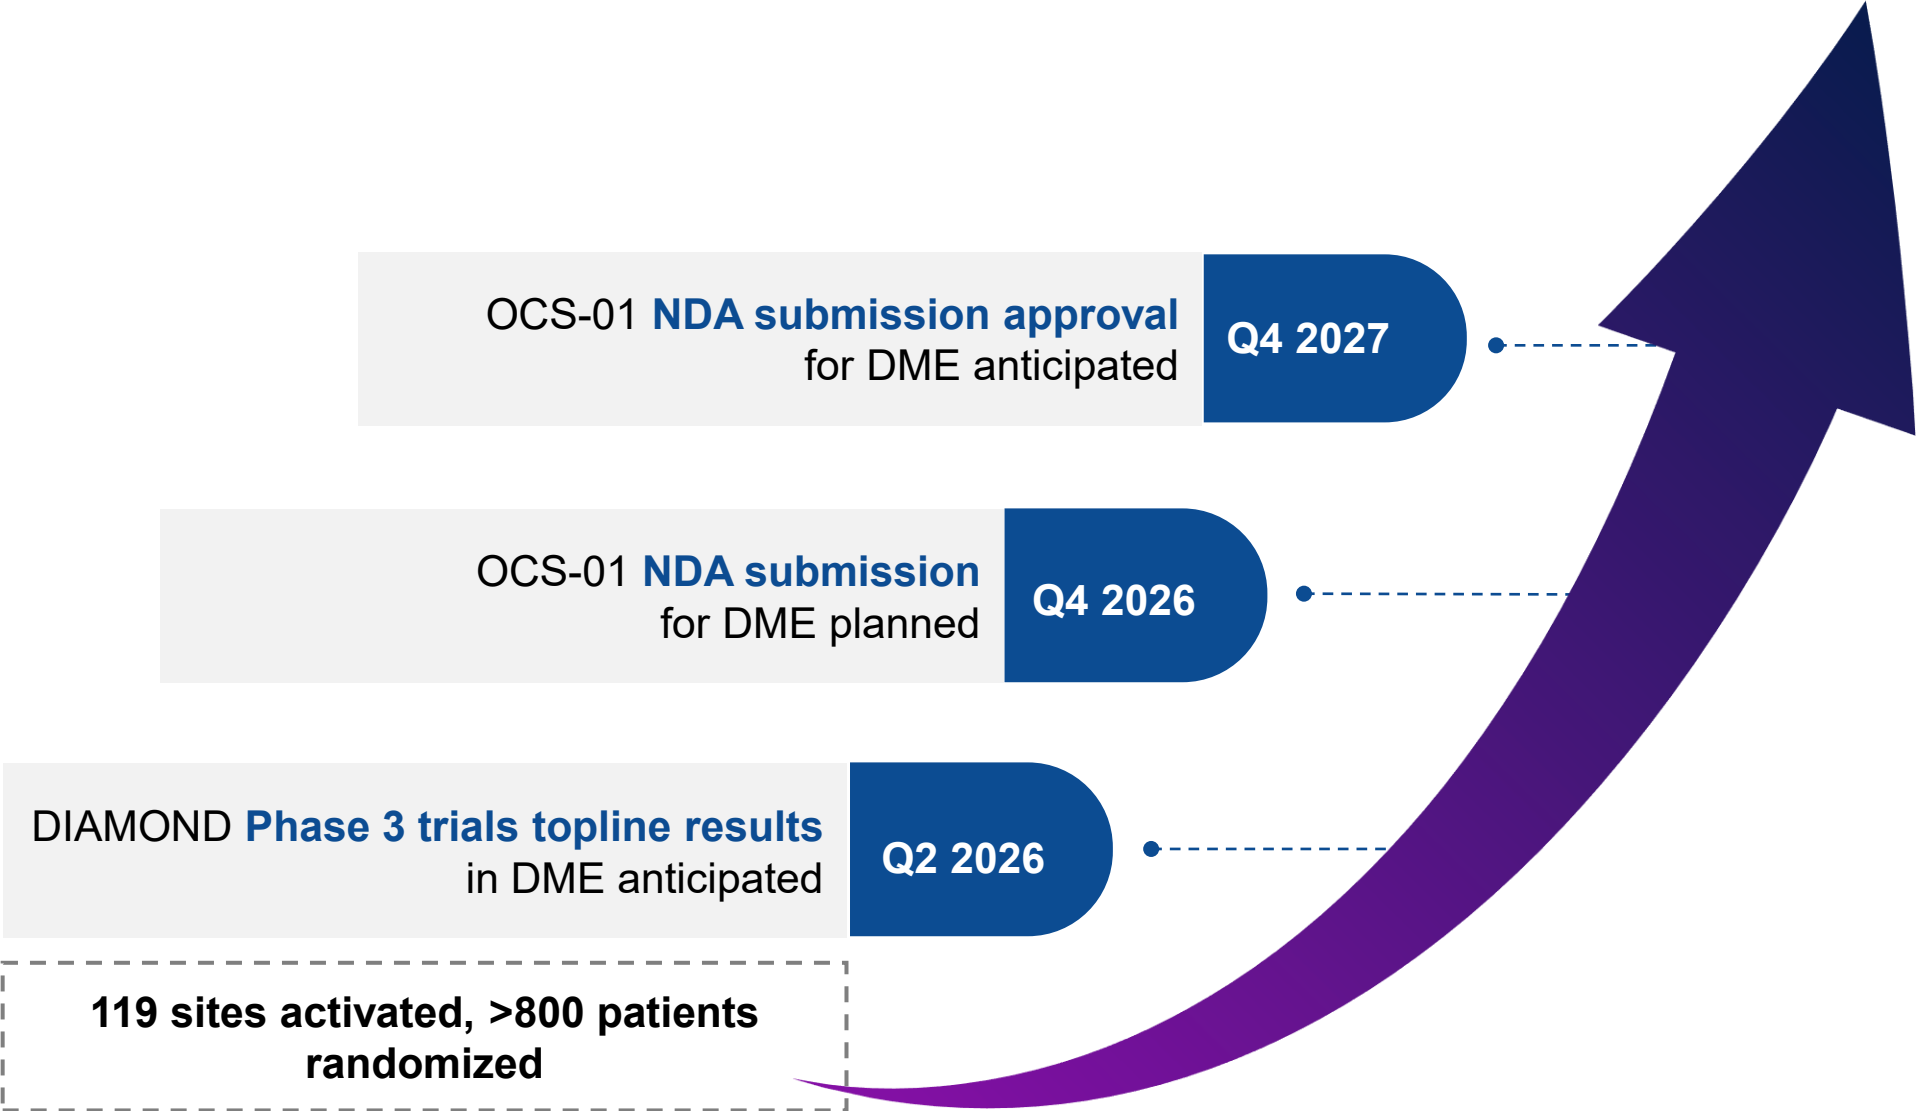 OCS-01 NDA submission approval
for DME anticipated
Q4 2027
OCS-01 NDA submission
for DME planned
Q4 2026
DIAMOND Phase 3 trials topline results
in DME anticipated
Q2 2026
119 sites activated, >800 patients
randomized